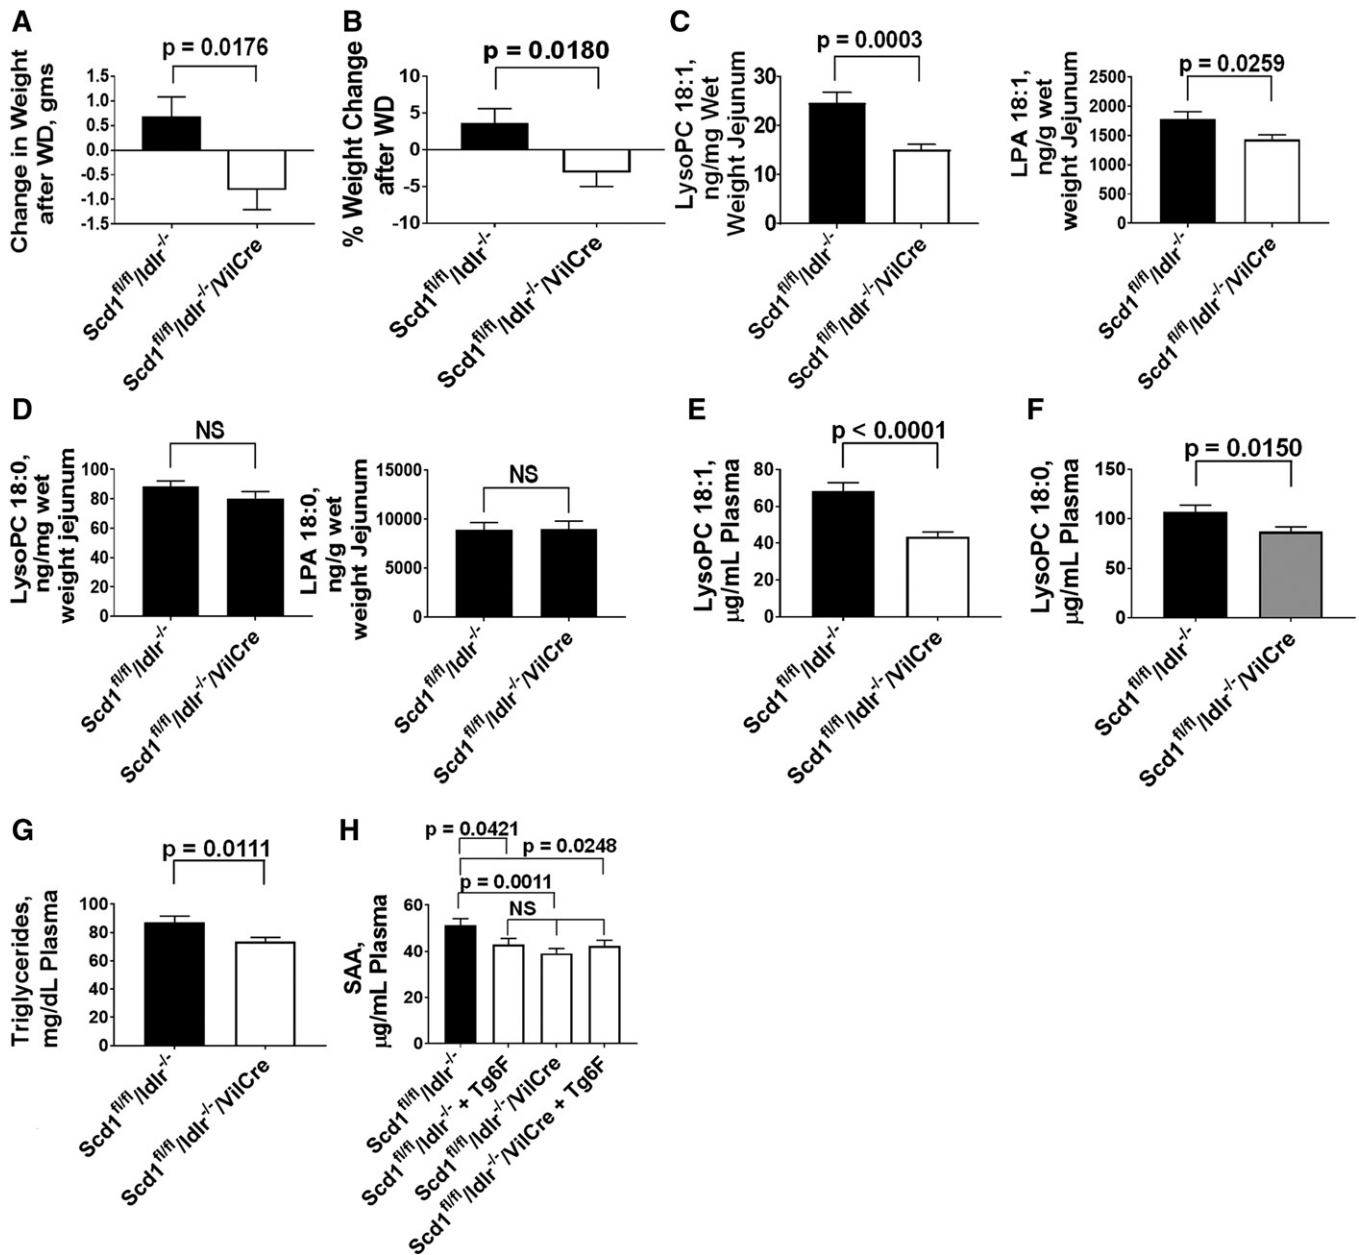 A
p = 0.0176
Change in Weight
after WD, gms
1.5
1.0
0.5
0.0
-0.5
-1.0
-1.5
Scd1fl/fl/ldlr-/-
Scd1fl/fl/ldlr-/-/VilCre
B
p = 0.0180
% Weight Change
after WD
10
5
0
-5
-10
Scd1fl/fl/ldlr-/-
Scd1fl/fl/ldlr-/-/VilCre
C
p = 0.0003
LysoPC 18:1,
ng/mg Wet
Weight Jejunum
30
20
10
0
Scd1fl/fl/ldlr-/-
Scd1fl/fl/ldlr-/-/VilCre
p = 0.0259
LPA 18:1,
ng/g wet
weight Jejunum
2500
2000
1500
1000
500
0
Scd1fl/fl/ldlr-/-
Scd1fl/fl/ldlr-/-/VilCre
D
NS
LysoPC 18:0,
ng/mg wet
weight jejunum
100
80
60
40
20
0
Scd1fl/fl/ldlr-/-
Scd1fl/fl/ldlr-/-/VilCre
NS
LPA 18:0,
ng/g wet
weight Jejunum
15000
10000
5000
0
Scd1fl/fl/ldlr-/-
Scd1fl/fl/ldlr-/-/VilCre
E
p < 0.0001
LysoPC 18:1,
µg/mL Plasma
80
60
40
20
0
Scd1fl/fl/ldlr-/-
Scd1fl/fl/ldlr-/-/VilCre
F
p = 0.0150
LysoPC 18:0,
µg/mL Plasma
150
100
50
0
Scd1fl/fl/ldlr-/-
Scd1fl/fl/ldlr-/-/VilCre
G
p = 0.0111
Triglycerides,
mg/dL Plasma
100
80
60
40
20
0
Scd1fl/fl/ldlr-/-
Scd1fl/fl/ldlr-/-/VilCre
H
p = 0.0421
p = 0.0248
p = 0.0011
NS
SAA,
µg/mL Plasma
60
40
20
0
Scd1fl/fl/ldlr-/-
Scd1fl/fl/ldlr-/- + Tg6F
Scd1fl/fl/ldlr-/-/VilCre
Scd1fl/fl/ldlr-/-/VilCre + Tg6F